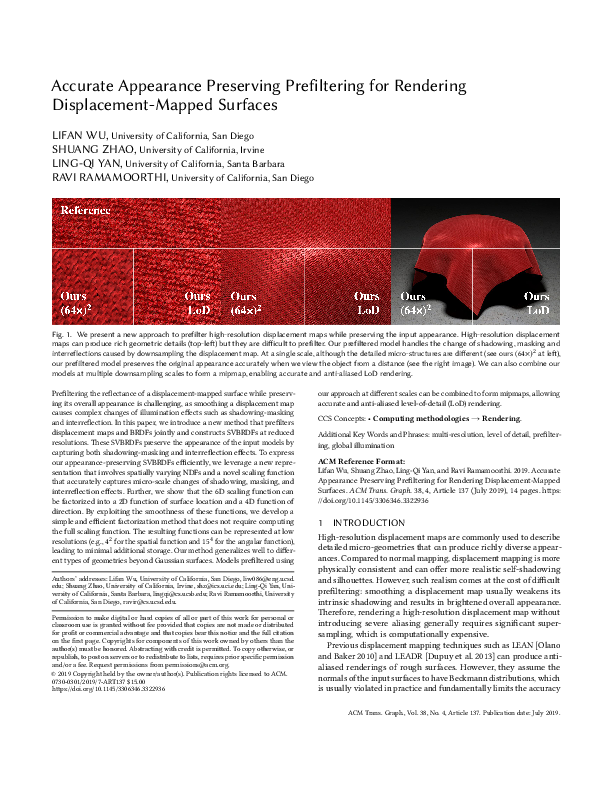 Accurate Appearance Preserving Prefiltering for Rendering
Displacement-Mapped Surfaces
LIFAN WU, University of California, San Diego
SHUANG ZHAO, University of California, Irvine
LING-QI YAN, University of California, Santa Barbara
RAVI RAMAMOORTHI, University of California, San Diego
Reference
Ours
(64×)²
Ours
LoD
Ours
(64×)²
Ours
LoD
Ours
(64×)²
Ours
LoD
Fig. 1. We present a new approach to prefilter high-resolution displacement maps while preserving the input appearance. High-resolution displacement
maps can produce rich geometric details (top-left) but they are difficult to prefilter. Our prefiltered model handles the change of shadowing, masking and
interreflections caused by downsampling the displacement map. At a single scale, although the detailed micro-structures are different (see ours (64×)² at left),
our prefiltered model preserves the original appearance accurately when we view the object from a distance (see the right image). We can also combine our
models at multiple downsampling scales to form a mipmap, enabling accurate and anti-aliased LoD rendering.
Prefiltering the reflectance of a displacement-mapped surface while preserv-
ing its overall appearance is challenging, as smoothing a displacement map
causes complex changes of illumination effects such as shadowing-masking
and interreflection. In this paper, we introduce a new method that prefilters
displacement maps and BRDFs jointly and constructs SVBRDFs at reduced
resolutions. These SVBRDFs preserve the appearance of the input models by
capturing both shadowing-masking and interreflection effects. To express
our appearance-preserving SVBRDFs efficiently, we leverage a new repre-
sentation that involves spatially varying NDFs and a novel scaling function
that accurately captures micro-scale changes of shadowing, masking, and
interreflection effects. Further, we show that the 6D scaling function can
be factorized into a 2D function of surface location and a 4D function of
direction. By exploiting the smoothness of these functions, we develop a
simple and efficient factorization method that does not require computing
the full scaling function. The resulting functions can be represented at low
resolutions (e.g., 4² for the spatial function and 15⁴ for the angular function),
leading to minimal additional storage. Our method generalizes well to differ-
ent types of geometries beyond Gaussian surfaces. Models prefiltered using
Authors' addresses: Lifan Wu, University of California, San Diego, liw086@eng.ucsd.
edu; Shuang Zhao, University of California, Irvine, shz@ics.uci.edu; Ling-Qi Yan, Uni-
versity of California, Santa Barbara, lingqi@cs.ucsb.edu; Ravi Ramamoorthi, University
of California, San Diego, ravir@cs.ucsd.edu.
Permission to make digital or hard copies of all or part of this work for personal or
classroom use is granted without fee provided that copies are not made or distributed
for profit or commercial advantage and that copies bear this notice and the full citation
on the first page. Copyrights for components of this work owned by others than the
author(s) must be honored. Abstracting with credit is permitted. To copy otherwise, or
republish, to post on servers or to redistribute to lists, requires prior specific permission
and/or a fee. Request permissions from permissions@acm.org.
© 2019 Copyright held by the owner/author(s). Publication rights licensed to ACM.
0730-0301/2019/7-ART137 $15.00
https://doi.org/10.1145/3306346.3322936
our approach at different scales can be combined to form mipmaps, allowing
accurate and anti-aliased level-of-detail (LoD) rendering.
CCS Concepts: • Computing methodologies → Rendering.
Additional Key Words and Phrases: multi-resolution, level of detail, prefilter-
ing, global illumination
ACM Reference Format:
Lifan Wu, Shuang Zhao, Ling-Qi Yan, and Ravi Ramamoorthi. 2019. Accurate
Appearance Preserving Prefiltering for Rendering Displacement-Mapped
Surfaces. ACM Trans. Graph. 38, 4, Article 137 (July 2019), 14 pages. https:
//doi.org/10.1145/3306346.3322936
1 INTRODUCTION
High-resolution displacement maps are commonly used to describe
detailed micro-geometries that can produce richly diverse appear-
ances. Compared to normal mapping, displacement mapping is more
physically consistent and can offer more realistic self-shadowing
and silhouettes. However, such realism comes at the cost of difficult
prefiltering: smoothing a displacement map usually weakens its
intrinsic shadowing and results in brightened overall appearance.
Therefore, rendering a high-resolution displacement map without
introducing severe aliasing generally requires significant super-
sampling, which is computationally expensive.
Previous displacement mapping techniques such as LEAN [Olano
and Baker 2010] and LEADR [Dupuy et al. 2013] can produce anti-
aliased renderings of rough surfaces. However, they assume the
normals of the input surfaces to have Beckmann distributions, which
is usually violated in practice and fundamentally limits the accuracy
ACM Trans. Graph., Vol. 38, No. 4, Article 137. Publication date: July 2019.